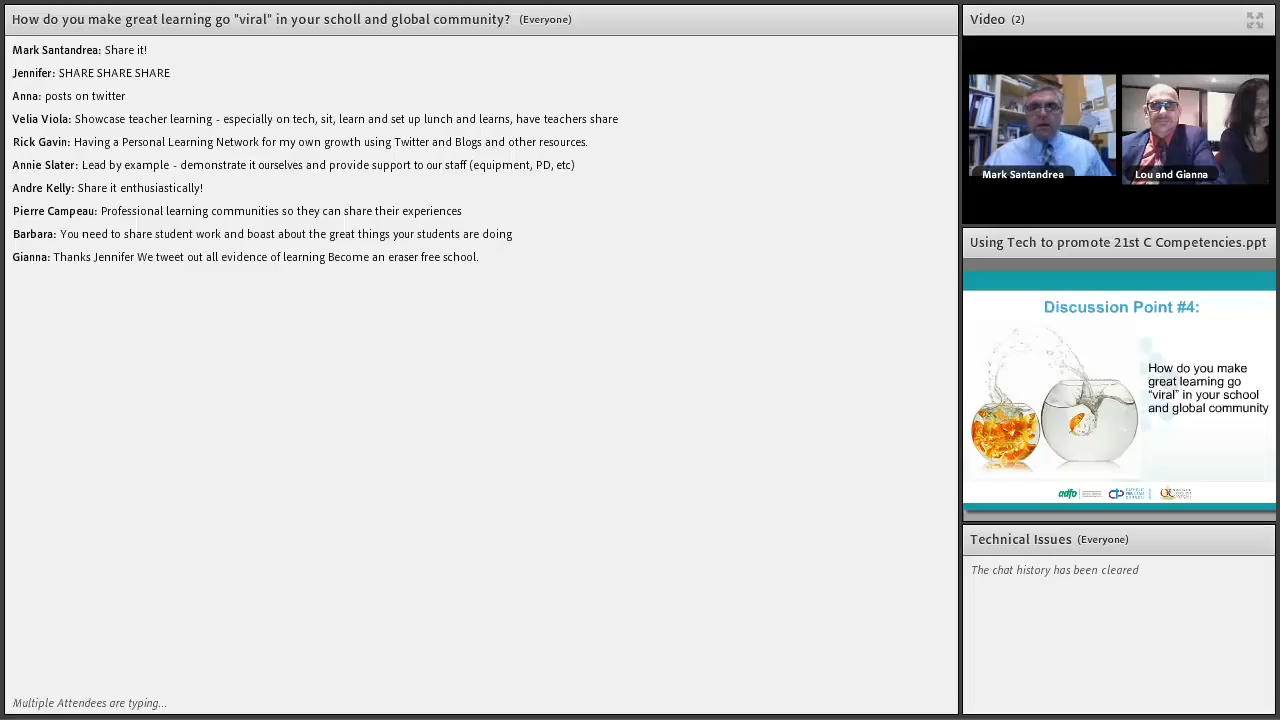 How do you make great learning go "viral" in your scholl and global community? (Everyone)
Mark Santandrea: Share it!
Jennifer: SHARE SHARE SHARE
Anna: posts on twitter
Velia Viola: Showcase teacher learning - especially on tech, sit, learn and set up lunch and learns, have teachers share
Rick Gavin: Having a Personal Learning Network for my own growth using Twitter and Blogs and other resources.
Annie Slater: Lead by example - demonstrate it ourselves and provide support to our staff (equipment, PD, etc)
Andre Kelly: Share it enthusiastically!
Pierre Campeau: Professional learning communities so they can share their experiences
Barbara: You need to share student work and boast about the great things your students are doing
Gianna: Thanks Jennifer We tweet out all evidence of learning Become an eraser free school.
Multiple Attendees are typing...
Video (2)
Mark Santandrea
Lou and Gianna
Using Tech to promote 21st C Competencies.ppt
Discussion Point #4:
How do you make
great learning go
“viral” in your school
and global community
adfo
Technical Issues (Everyone)
The chat history has been cleared